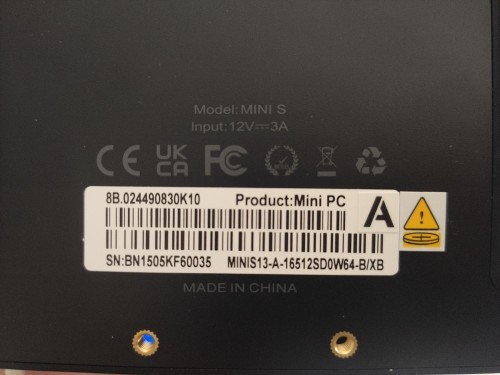 Model: MINI S
Input: 12V⎓3A
CE UK CA FC
8B.024490830K10 Product:Mini PC A
SN:BN1505KF60035 MINIS13-A-16512SD0W64-B/XB
MADE IN CHINA